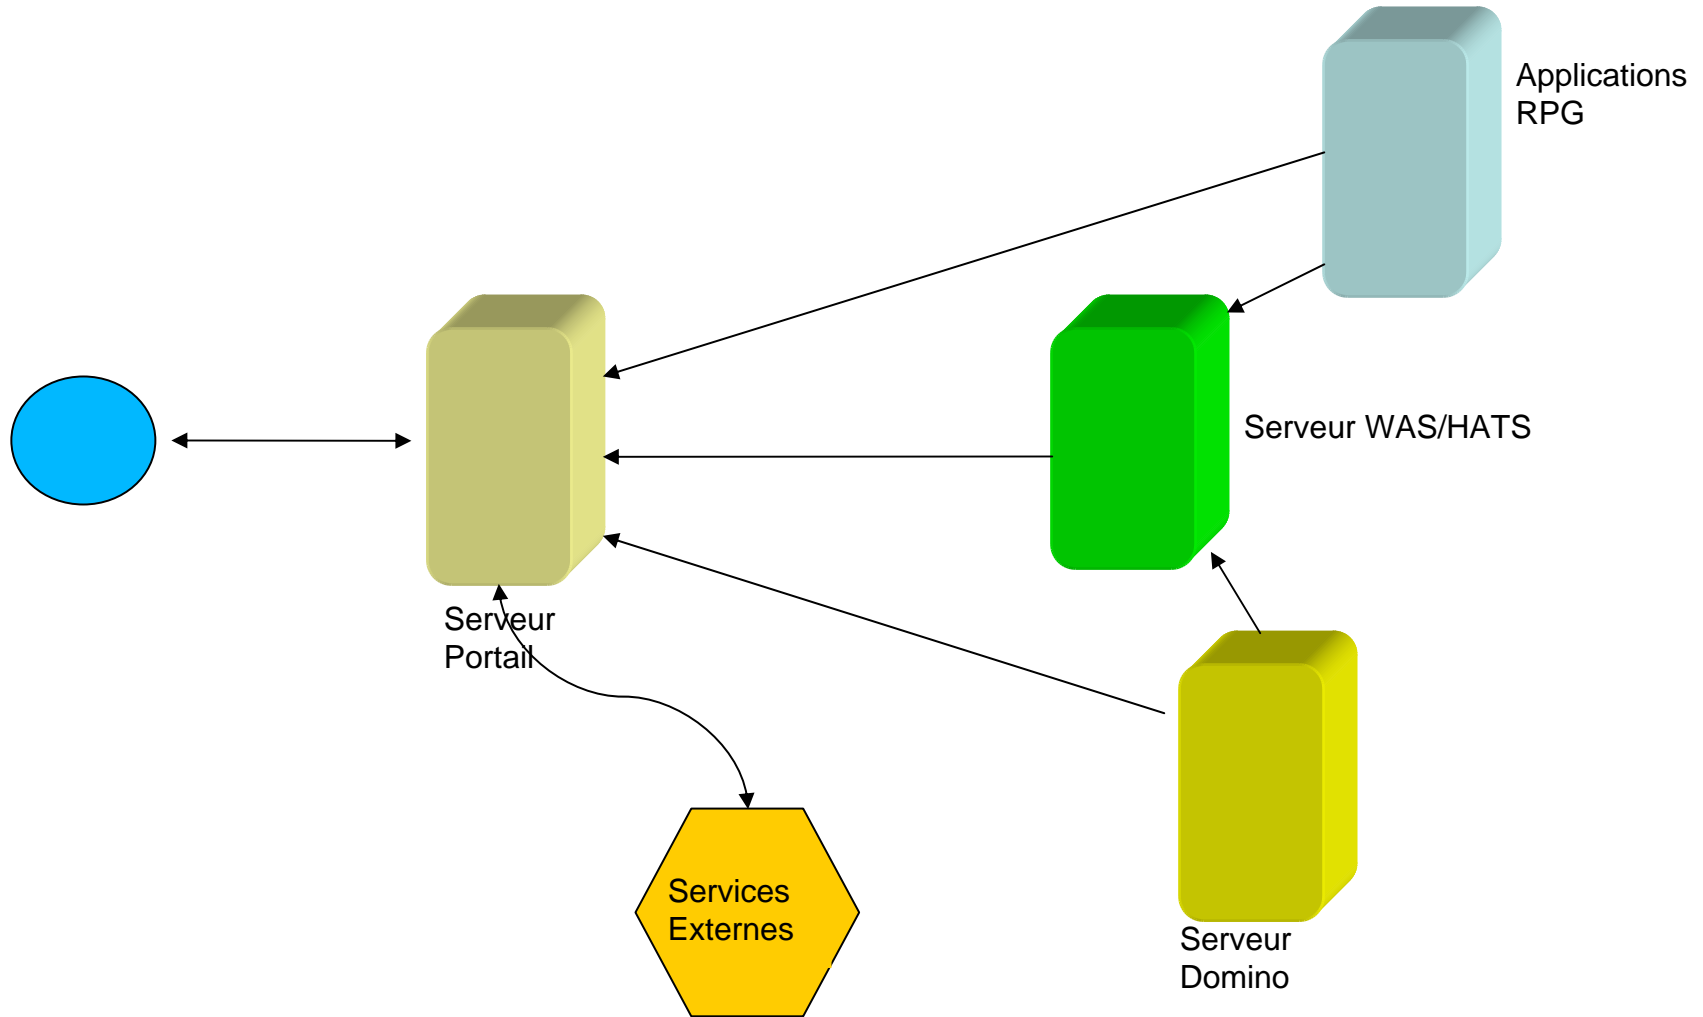 Applications
RPG
Serveur WAS/HATS
Serveur
Portail
Services
Externes
Serveur
Domino